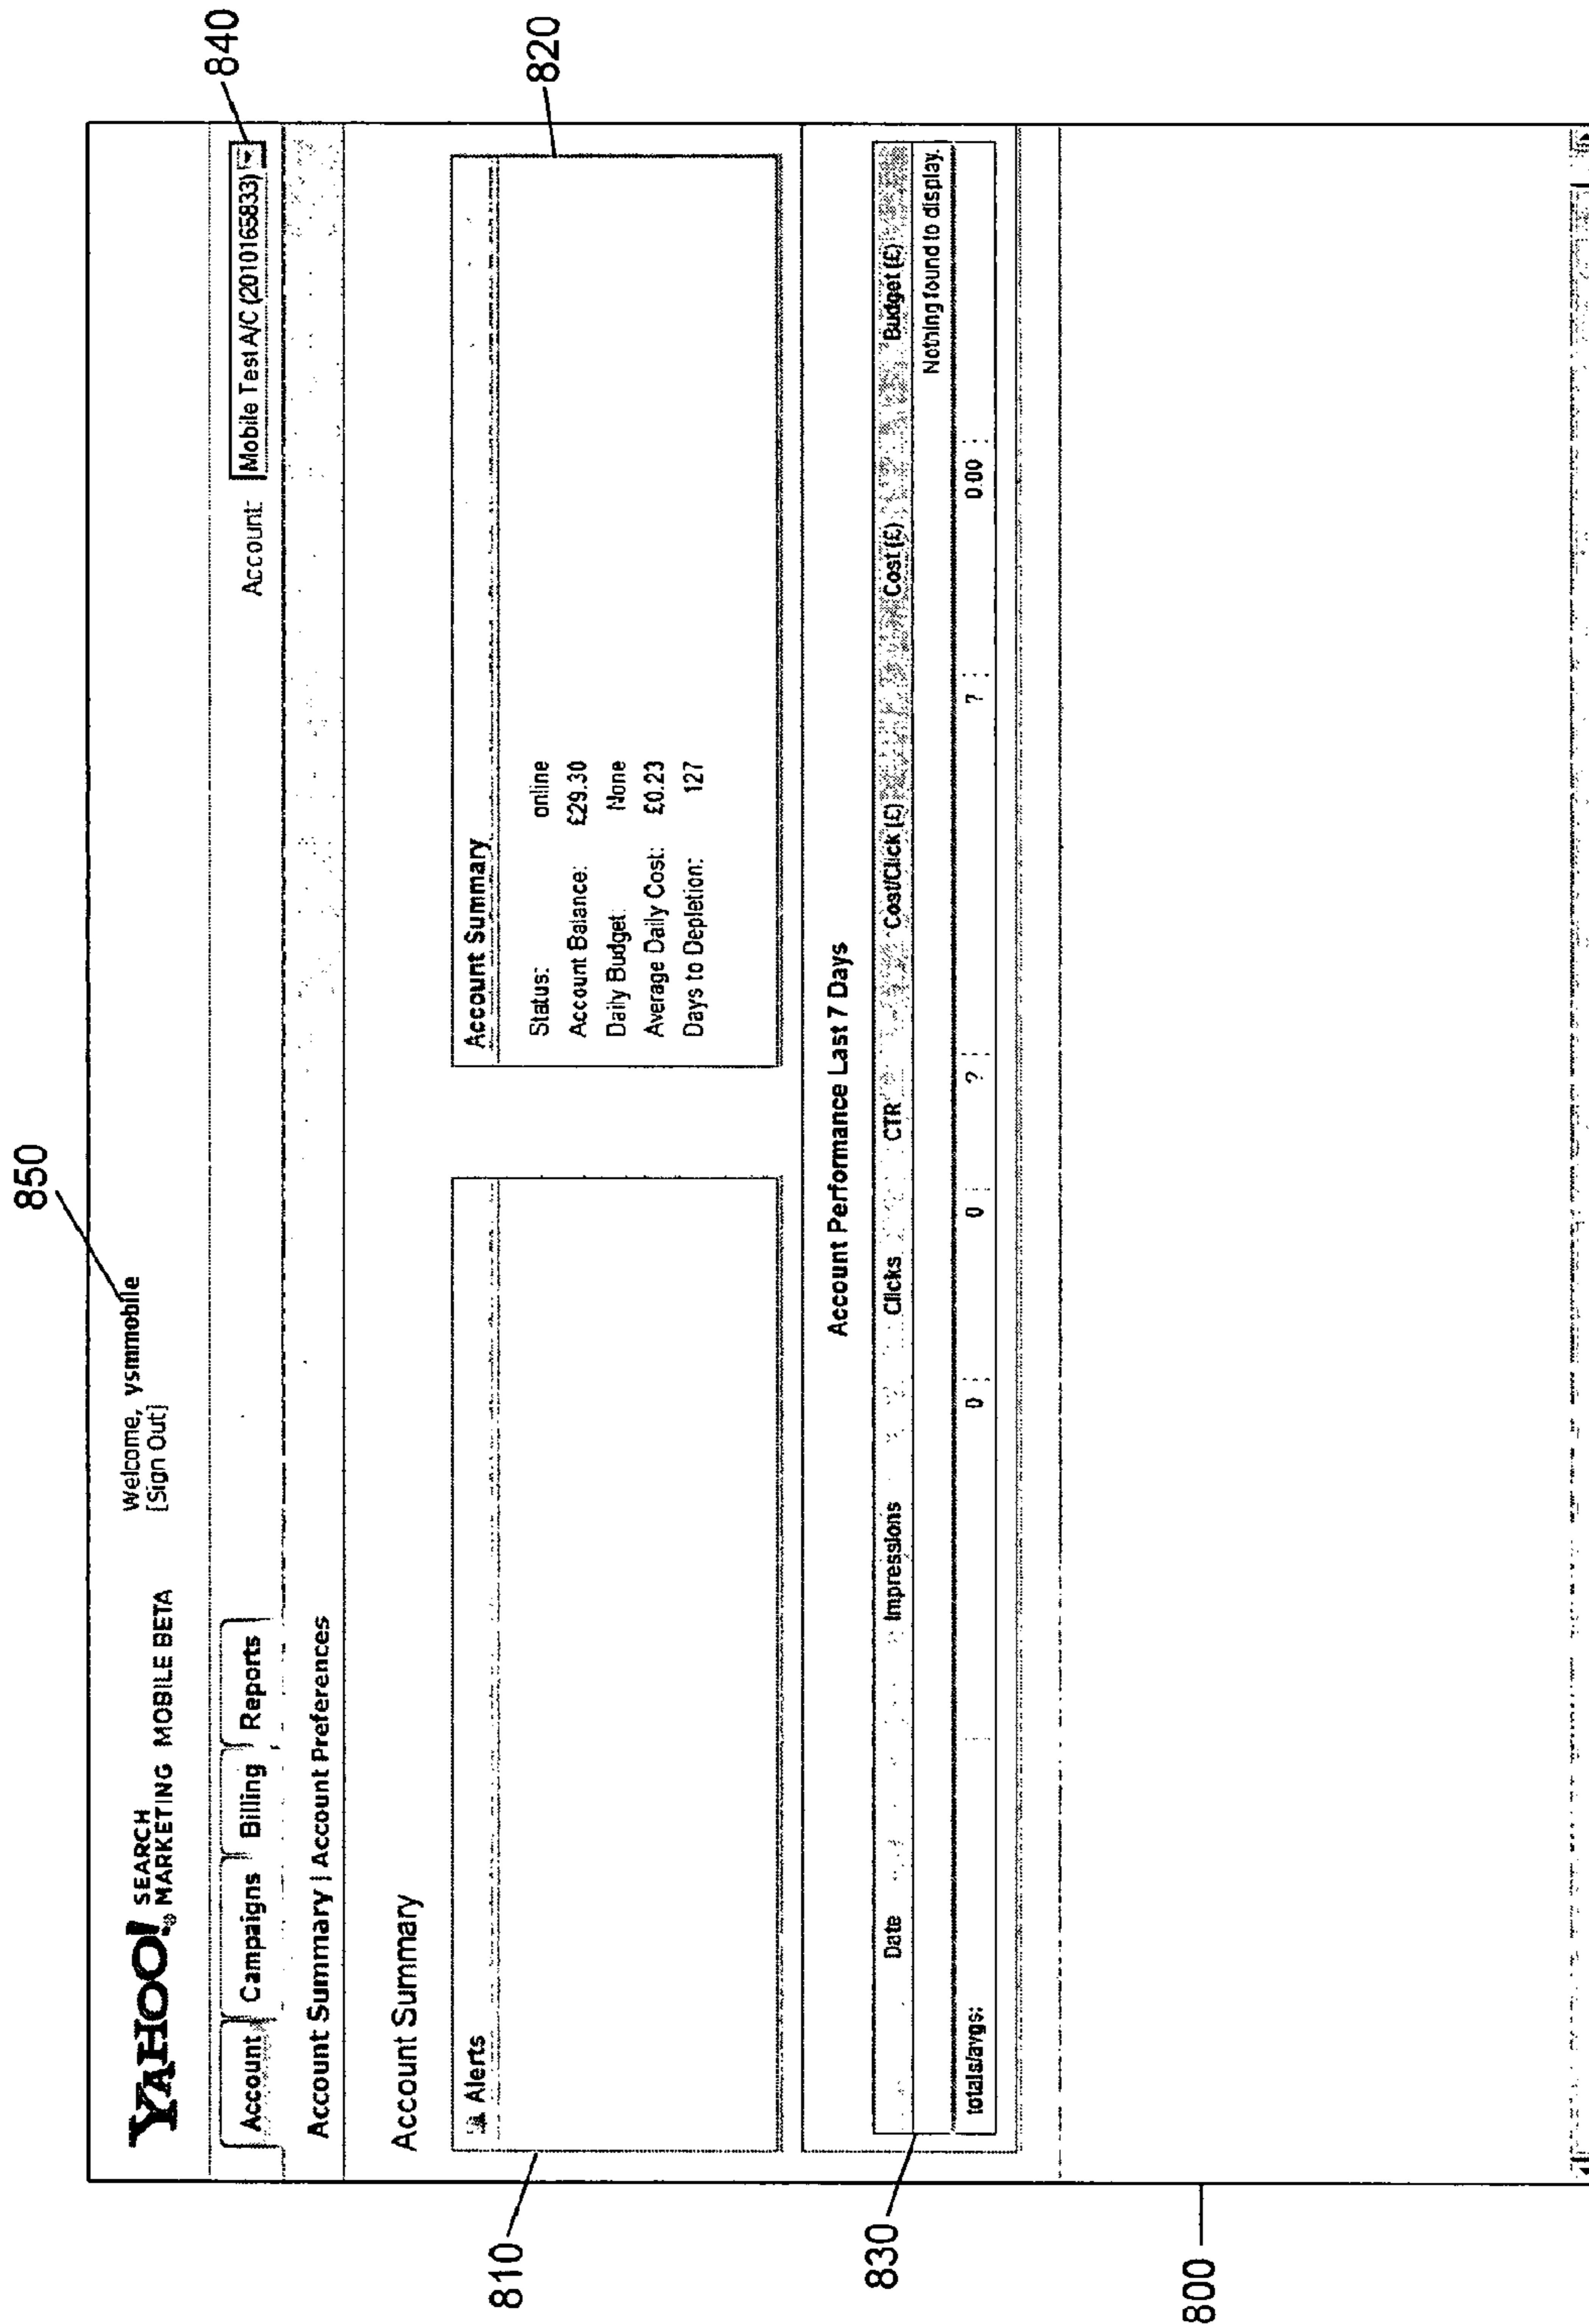 850
YAHOO! SEARCH MARKETING MOBILE BETA
Welcome, ysmmobile
[Sign Out]
840
Account Campaigns Billing Reports
Account: Mobile Test A/C (2010165833)
Account Summary | Account Preferences
Account Summary
810
Alerts
820
Account Summary
Status: online
Account Balance: £29.30
Daily Budget: None
Average Daily Cost: £0.23
Days to Depletion: 127
Account Performance Last 7 Days
830
Date Impressions Clicks CTR Cost/Click (£) Cost (£) Budget (£)
Nothing found to display.
totals/avgs: 0 0 ? ? 0.00
800